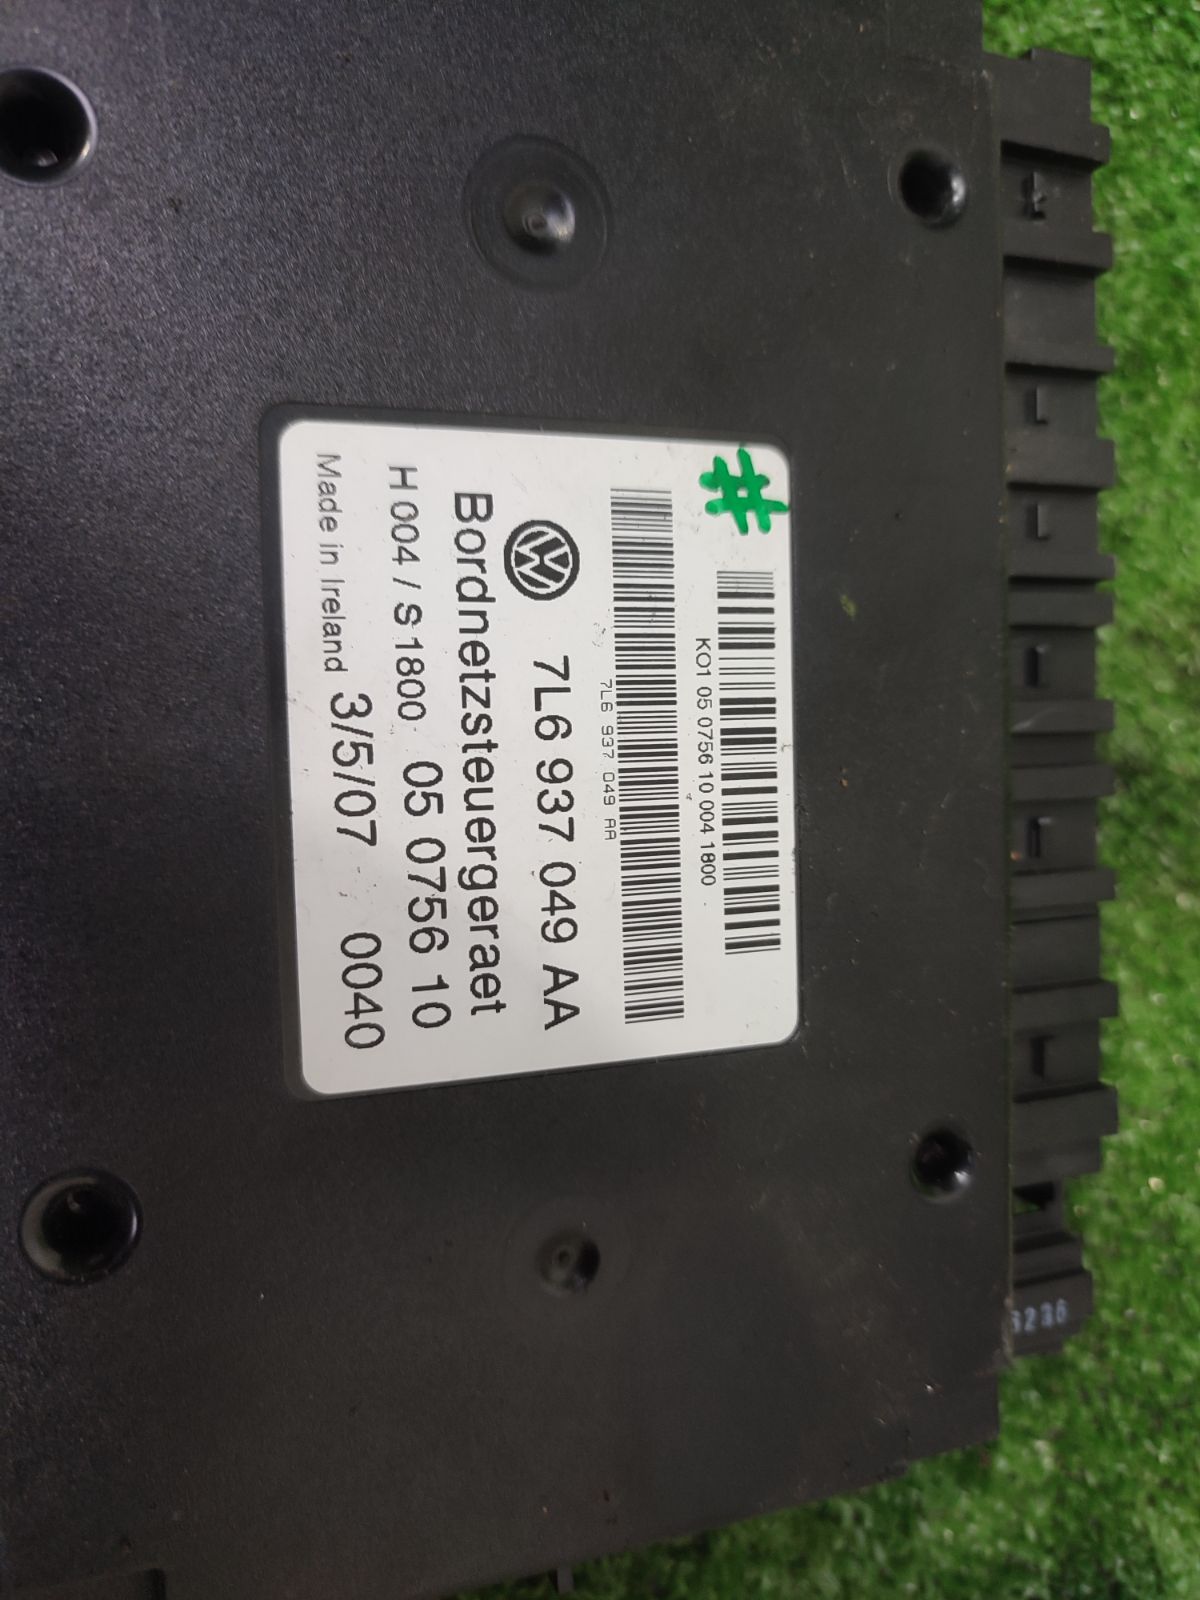 #
KO1 05 0756 10 004 1800
7L6 937 049 AA
7L6 937 049 AA
Bordnetzsteuergeraet
H 004 / S 1800 05 0756 10
Made in Ireland 3/5/07 0040